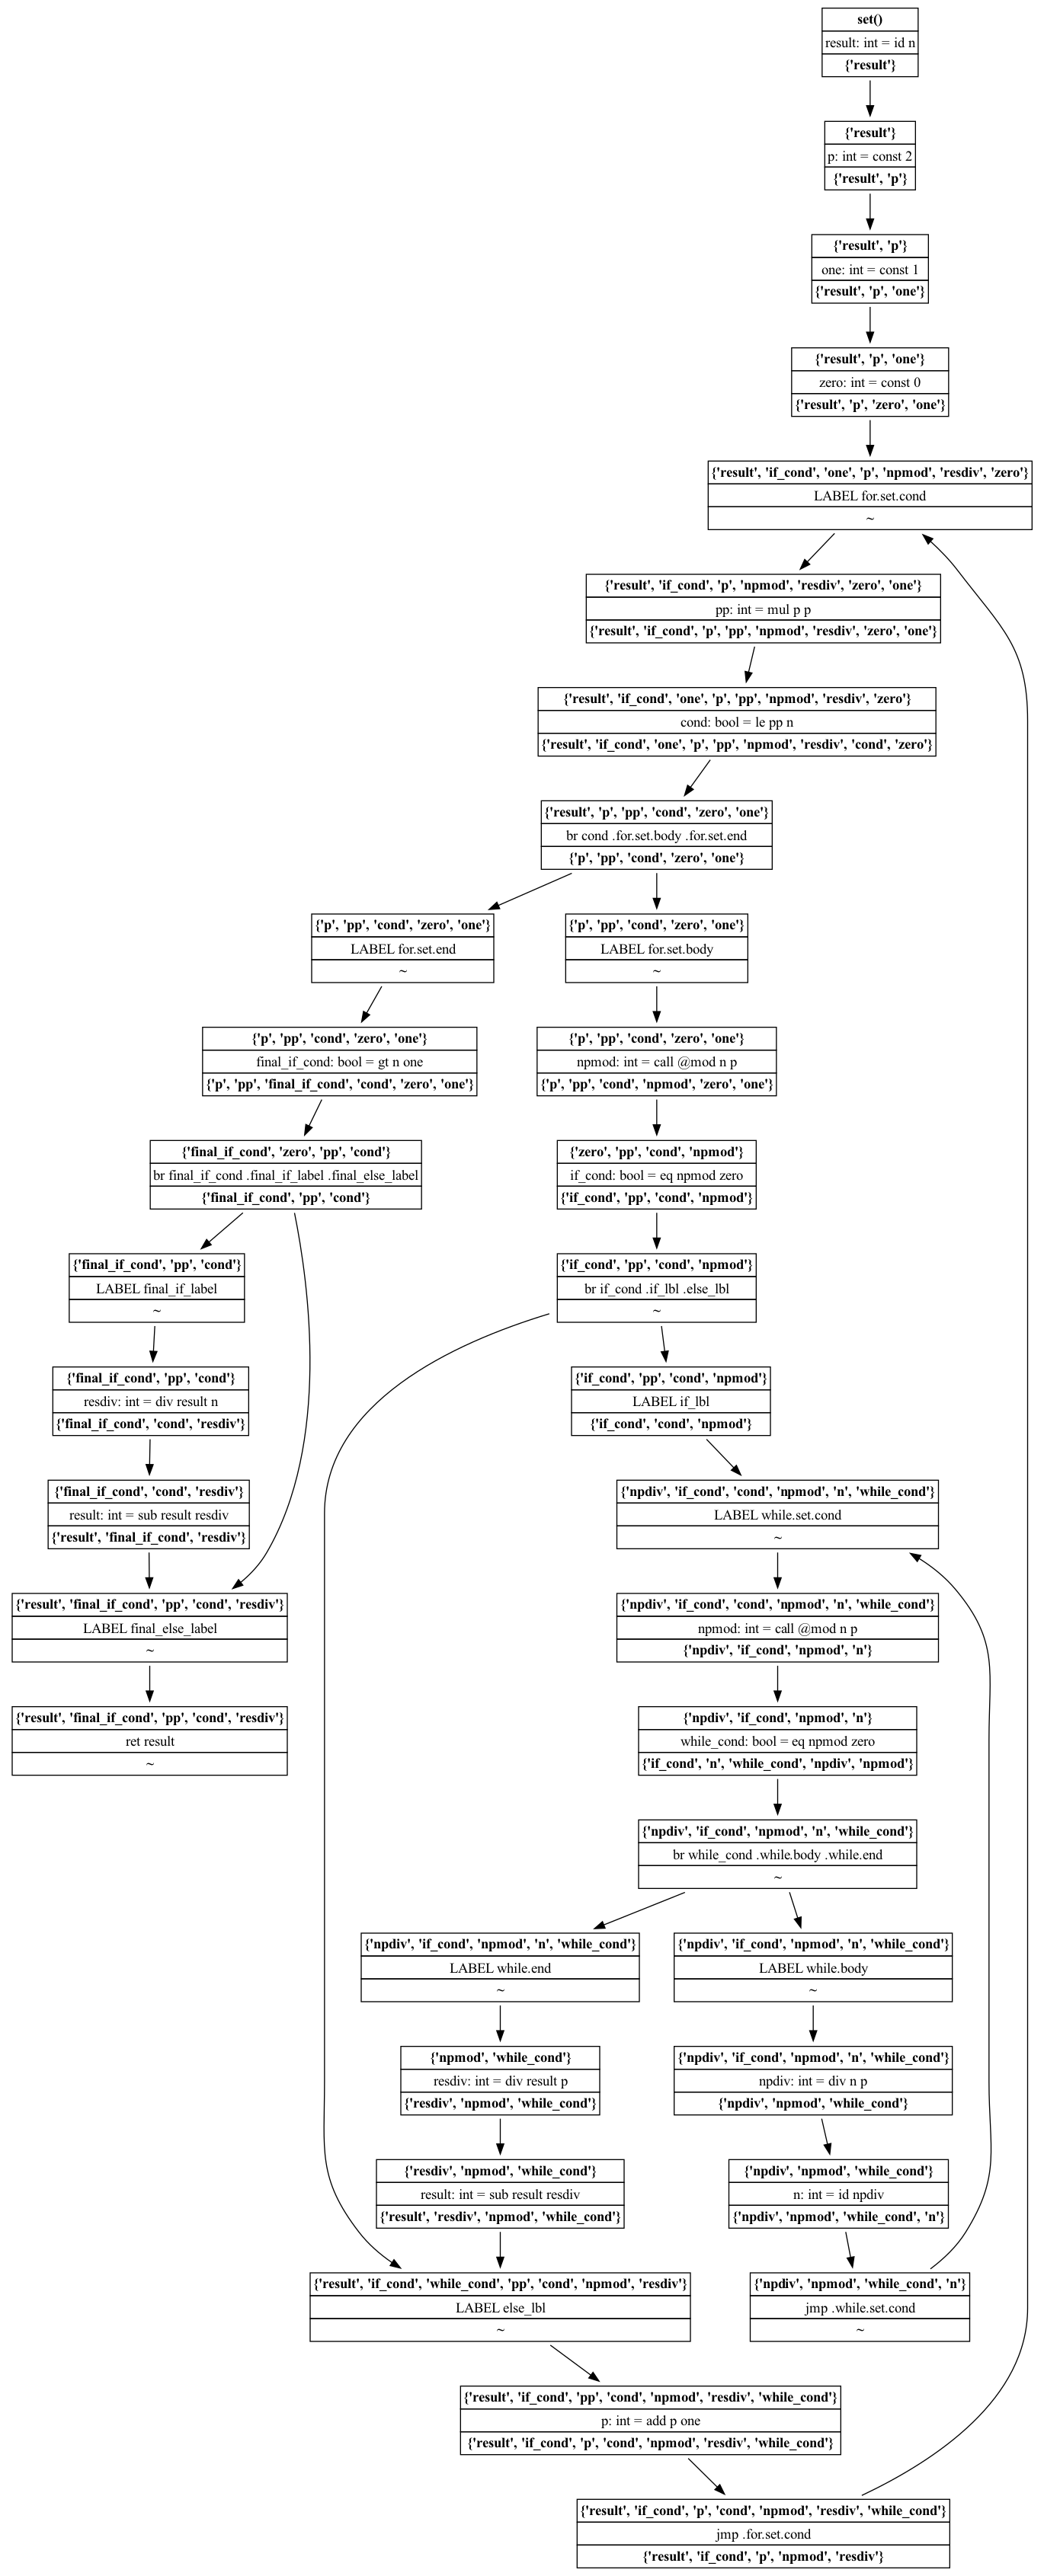 set()
result: int = id n
{'result'}
{'result'}
p: int = const 2
{'result', 'p'}
{'result', 'p'}
one: int = const 1
{'result', 'p', 'one'}
{'result', 'p', 'one'}
zero: int = const 0
{'result', 'p', 'zero', 'one'}
{'result', 'if_cond', 'one', 'p', 'npmod', 'resdiv', 'zero'}
LABEL for.set.cond
~
{'result', 'if_cond', 'p', 'npmod', 'resdiv', 'zero', 'one'}
pp: int = mul p p
{'result', 'if_cond', 'p', 'pp', 'npmod', 'resdiv', 'zero', 'one'}
{'result', 'if_cond', 'one', 'p', 'pp', 'npmod', 'resdiv', 'zero'}
cond: bool = le pp n
{'result', 'if_cond', 'one', 'p', 'pp', 'npmod', 'resdiv', 'cond', 'zero'}
{'result', 'p', 'pp', 'cond', 'zero', 'one'}
br cond .for.set.body .for.set.end
{'p', 'pp', 'cond', 'zero', 'one'}
{'p', 'pp', 'cond', 'zero', 'one'}
LABEL for.set.end
~
{'p', 'pp', 'cond', 'zero', 'one'}
LABEL for.set.body
~
{'p', 'pp', 'cond', 'zero', 'one'}
final_if_cond: bool = gt n one
{'p', 'pp', 'final_if_cond', 'cond', 'zero', 'one'}
{'p', 'pp', 'cond', 'zero', 'one'}
npmod: int = call @mod n p
{'p', 'pp', 'cond', 'npmod', 'zero', 'one'}
{'final_if_cond', 'zero', 'pp', 'cond'}
br final_if_cond .final_if_label .final_else_label
{'final_if_cond', 'pp', 'cond'}
{'zero', 'pp', 'cond', 'npmod'}
if_cond: bool = eq npmod zero
{'if_cond', 'pp', 'cond', 'npmod'}
{'final_if_cond', 'pp', 'cond'}
LABEL final_if_label
~
{'if_cond', 'pp', 'cond', 'npmod'}
br if_cond .if_lbl .else_lbl
~
{'final_if_cond', 'pp', 'cond'}
resdiv: int = div result n
{'final_if_cond', 'cond', 'resdiv'}
{'if_cond', 'pp', 'cond', 'npmod'}
LABEL if_lbl
{'if_cond', 'cond', 'npmod'}
{'final_if_cond', 'cond', 'resdiv'}
result: int = sub result resdiv
{'result', 'final_if_cond', 'resdiv'}
{'npdiv', 'if_cond', 'cond', 'npmod', 'n', 'while_cond'}
LABEL while.set.cond
~
{'result', 'final_if_cond', 'pp', 'cond', 'resdiv'}
LABEL final_else_label
~
{'npdiv', 'if_cond', 'cond', 'npmod', 'n', 'while_cond'}
npmod: int = call @mod n p
{'npdiv', 'if_cond', 'npmod', 'n'}
{'result', 'final_if_cond', 'pp', 'cond', 'resdiv'}
ret result
~
{'npdiv', 'if_cond', 'npmod', 'n'}
while_cond: bool = eq npmod zero
{'if_cond', 'n', 'while_cond', 'npdiv', 'npmod'}
{'npdiv', 'if_cond', 'npmod', 'n', 'while_cond'}
br while_cond .while.body .while.end
~
{'npdiv', 'if_cond', 'npmod', 'n', 'while_cond'}
LABEL while.end
~
{'npdiv', 'if_cond', 'npmod', 'n', 'while_cond'}
LABEL while.body
~
{'npmod', 'while_cond'}
resdiv: int = div result p
{'resdiv', 'npmod', 'while_cond'}
{'npdiv', 'if_cond', 'npmod', 'n', 'while_cond'}
npdiv: int = div n p
{'npdiv', 'npmod', 'while_cond'}
{'resdiv', 'npmod', 'while_cond'}
result: int = sub result resdiv
{'result', 'resdiv', 'npmod', 'while_cond'}
{'npdiv', 'npmod', 'while_cond'}
n: int = id npdiv
{'npdiv', 'npmod', 'while_cond', 'n'}
{'result', 'if_cond', 'while_cond', 'pp', 'cond', 'npmod', 'resdiv'}
LABEL else_lbl
~
{'npdiv', 'npmod', 'while_cond', 'n'}
jmp .while.set.cond
~
{'result', 'if_cond', 'pp', 'cond', 'npmod', 'resdiv', 'while_cond'}
p: int = add p one
{'result', 'if_cond', 'p', 'cond', 'npmod', 'resdiv', 'while_cond'}
{'result', 'if_cond', 'p', 'cond', 'npmod', 'resdiv', 'while_cond'}
jmp .for.set.cond
{'result', 'if_cond', 'p', 'npmod', 'resdiv'}